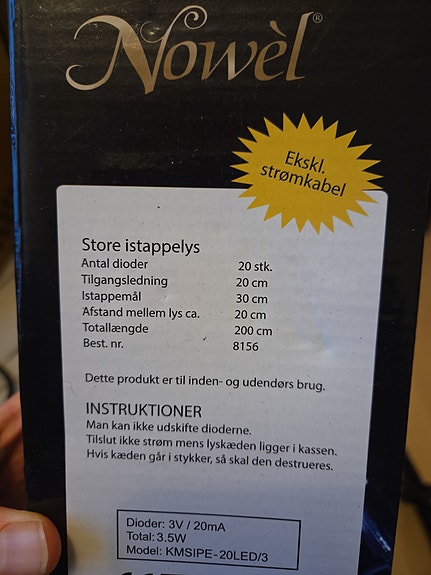 Nowèl®
Ekskl.
strømkabel
Store istappelys
Antal dioder 20 stk.
Tilgangsledning 20 cm
Istappemål 30 cm
Afstand mellem lys ca. 20 cm
Totallængde 200 cm
Best. nr. 8156
Dette produkt er til inden- og udendørs brug.
INSTRUKTIONER
Man kan ikke udskifte dioderne.
Tilslut ikke strøm mens lyskæden ligger i kassen.
Hvis kæden går i stykker, så skal den destrueres.
Dioder: 3V / 20mA
Total: 3.5W
Model: KMSIPE-20LED/3